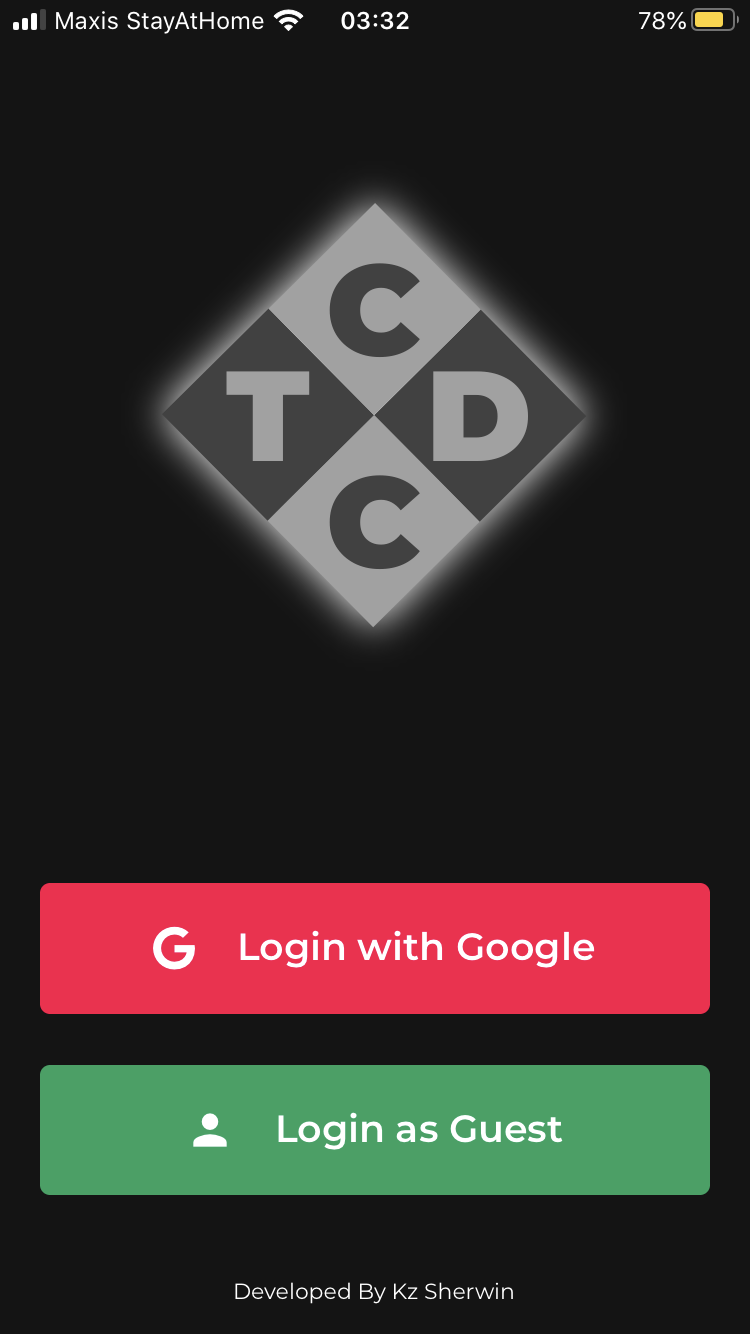 Maxis StayAtHome 03:32 78%
C
T D
C
G Login with Google
Login as Guest
Developed By Kz Sherwin